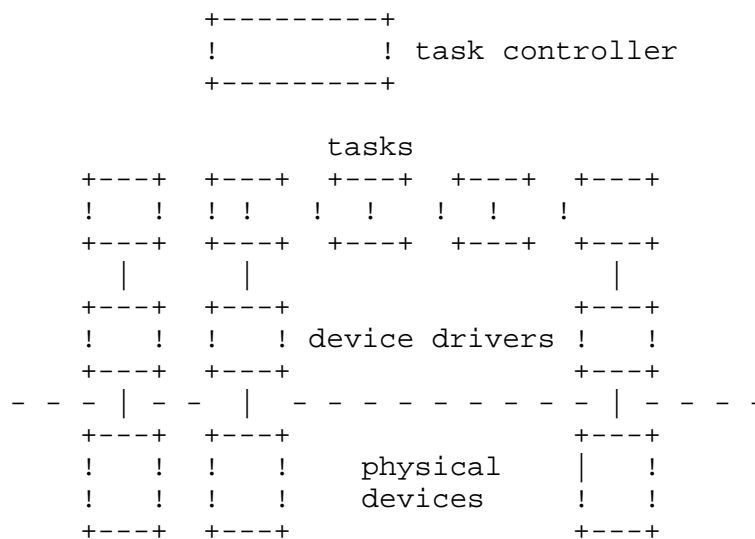 +---------+
! ! task controller
+---------+
tasks
+---+ +---+ +---+ +---+ +---+
! ! ! ! ! ! ! ! !
+---+ +---+ +---+ +---+ +---+
| | |
+---+ +---+ +---+
! ! ! ! device drivers ! !
+---+ +---+ +---+
- - - | - - | - - - - - - - - - - | - - - -
+---+ +---+ +---+
! ! ! ! physical | !
! ! ! ! devices ! !
+---+ +---+ +---+